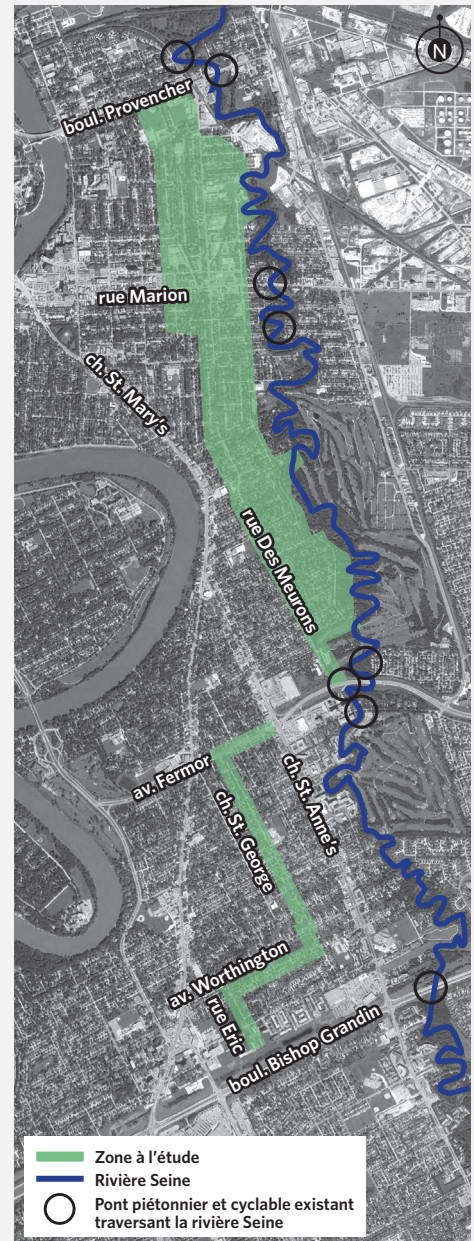 N
boul. Provencher
rue Marion
ch. St. Mary's
rue Des Meurons
av. Fermor
ch. St. Anne's
ch. St. George
av. Worthington
rue Eric
boul. Bishop Grandin
Zone à l'étude
Rivière Seine
Pont piétonnier et cyclable existant
traversant la rivière Seine